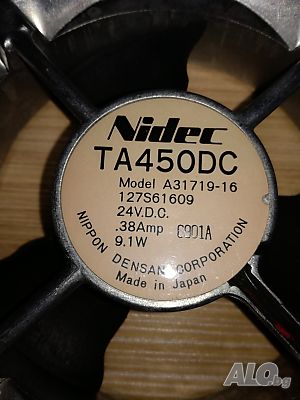 Nidec
TA450DC
Model A31719-16
127S61609
24V.D.C.
.38Amp C901A
9.1W
NIPPON DENSAN CORPORATION
Made in Japan
ALO.bg